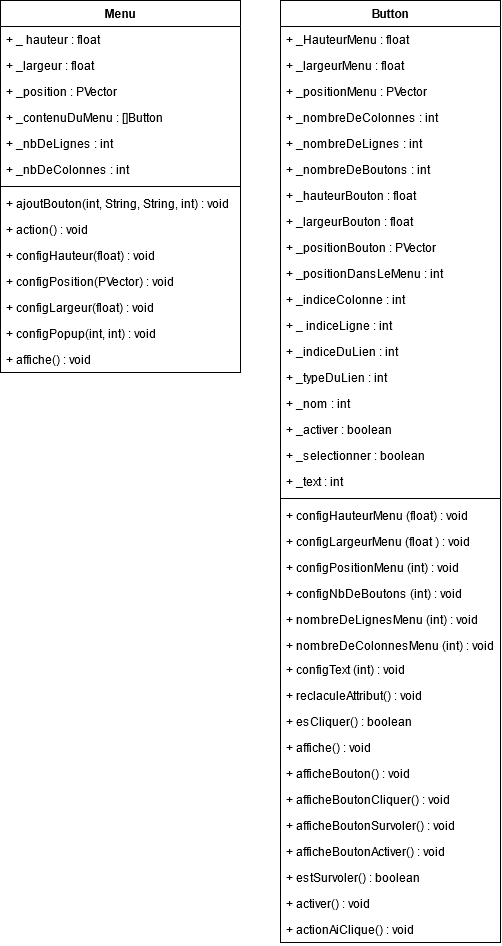 Menu
+ _ hauteur : float
+ _largeur : float
+ _position : PVector
+ _contenuDuMenu : []Button
+ _nbDeLignes : int
+ _nbDeColonnes : int
+ ajoutBouton(int, String, String, int) : void
+ action() : void
+ configHauteur(float) : void
+ configPosition(PVector) : void
+ configLargeur(float) : void
+ configPopup(int, int) : void
+ affiche() : void
Button
+ _HauteurMenu : float
+ _largeurMenu : float
+ _positionMenu : PVector
+ _nombreDeColonnes : int
+ _nombreDeLignes : int
+ _nombreDeBoutons : int
+ _hauteurBouton : float
+ _largeurBouton : float
+ _positionBouton : PVector
+ _positionDansLeMenu : int
+ _indiceColonne : int
+ _ indiceLigne : int
+ _indiceDuLien : int
+ _typeDuLien : int
+ _nom : int
+ _activer : boolean
+ _selectionner : boolean
+ _text : int
+ configHauteurMenu (float) : void
+ configLargeurMenu (float ) : void
+ configPositionMenu (int) : void
+ configNbDeBoutons (int) : void
+ nombreDeLignesMenu (int) : void
+ nombreDeColonnesMenu (int) : void
+ configText (int) : void
+ reclaculeAttribut() : void
+ esCliquer() : boolean
+ affiche() : void
+ afficheBouton() : void
+ afficheBoutonCliquer() : void
+ afficheBoutonSurvoler() : void
+ afficheBoutonActiver() : void
+ estSurvoler() : boolean
+ activer() : void
+ actionAiClique() : void